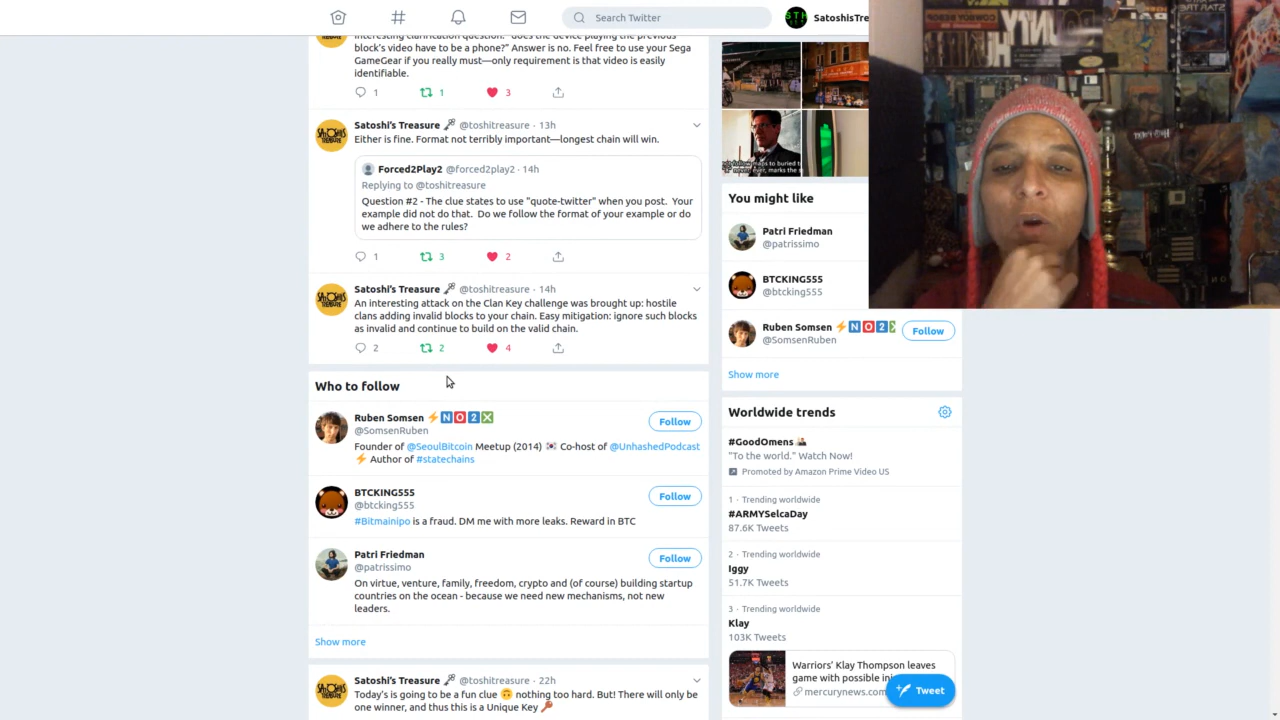 Search Twitter
SatoshisTre
interesting clarification question: "does the device playing the previous
block's video have to be a phone?" Answer is no. Feel free to use your Sega
GameGear if you really must—only requirement is that video is easily
identifiable.
1
1
3
Satoshi's Treasure 🗝 @toshitreasure · 13h
Either is fine. Format not terribly important—longest chain will win.
Forced2Play2 @forced2play2 · 14h
Replying to @toshitreasure
Question #2 - The clue states to use "quote-twitter" when you post. Your
example did not do that. Do we follow the format of your example or do
we adhere to the rules?
1
3
2
Satoshi's Treasure 🗝 @toshitreasure · 14h
An interesting attack on the Clan Key challenge was brought up: hostile
clans adding invalid blocks to your chain. Easy mitigation: ignore such blocks
as invalid and continue to build on the valid chain.
2
2
4
Who to follow
Ruben Somsen ⚡🇳🅾2️⃣❎
@SomsenRuben
Follow
Founder of @SeoulBitcoin Meetup (2014) 🇰🇷 Co-host of @UnhashedPodcast
⚡ Author of #statechains
BTCKING555
@btcking555
Follow
#Bitmainipo is a fraud. DM me with more leaks. Reward in BTC
Patri Friedman
@patrissimo
Follow
On virtue, venture, family, freedom, crypto and (of course) building startup
countries on the ocean - because we need new mechanisms, not new
leaders.
Show more
Satoshi's Treasure 🗝 @toshitreasure · 22h
Today's is going to be a fun clue 🙃 nothing too hard. But! There will only be
one winner, and thus this is a Unique Key 🔑
You might like
Patri Friedman
@patrissimo
BTCKING555
@btcking555
Ruben Somsen ⚡🇳🅾2️⃣❎
@SomsenRuben
Follow
Show more
Worldwide trends
#GoodOmens
"To the world." Watch Now!
Promoted by Amazon Prime Video US
1 · Trending worldwide
#ARMYSelcaDay
87.6K Tweets
2 · Trending worldwide
Iggy
51.7K Tweets
3 · Trending worldwide
Klay
103K Tweets
Warriors' Klay Thompson leaves
game with possible inj
mercurynews.com
Tweet